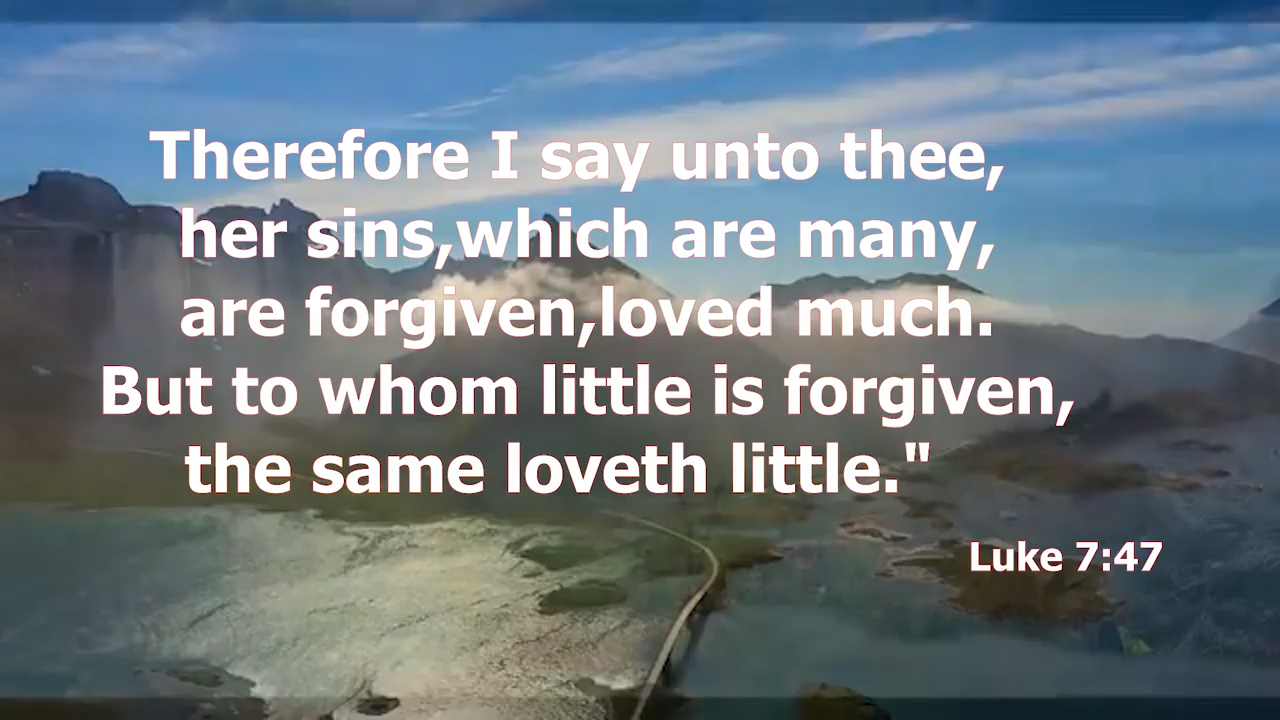 Therefore I say unto thee,
her sins,which are many,
are forgiven,loved much.
But to whom little is forgiven,
the same loveth little."
Luke 7:47